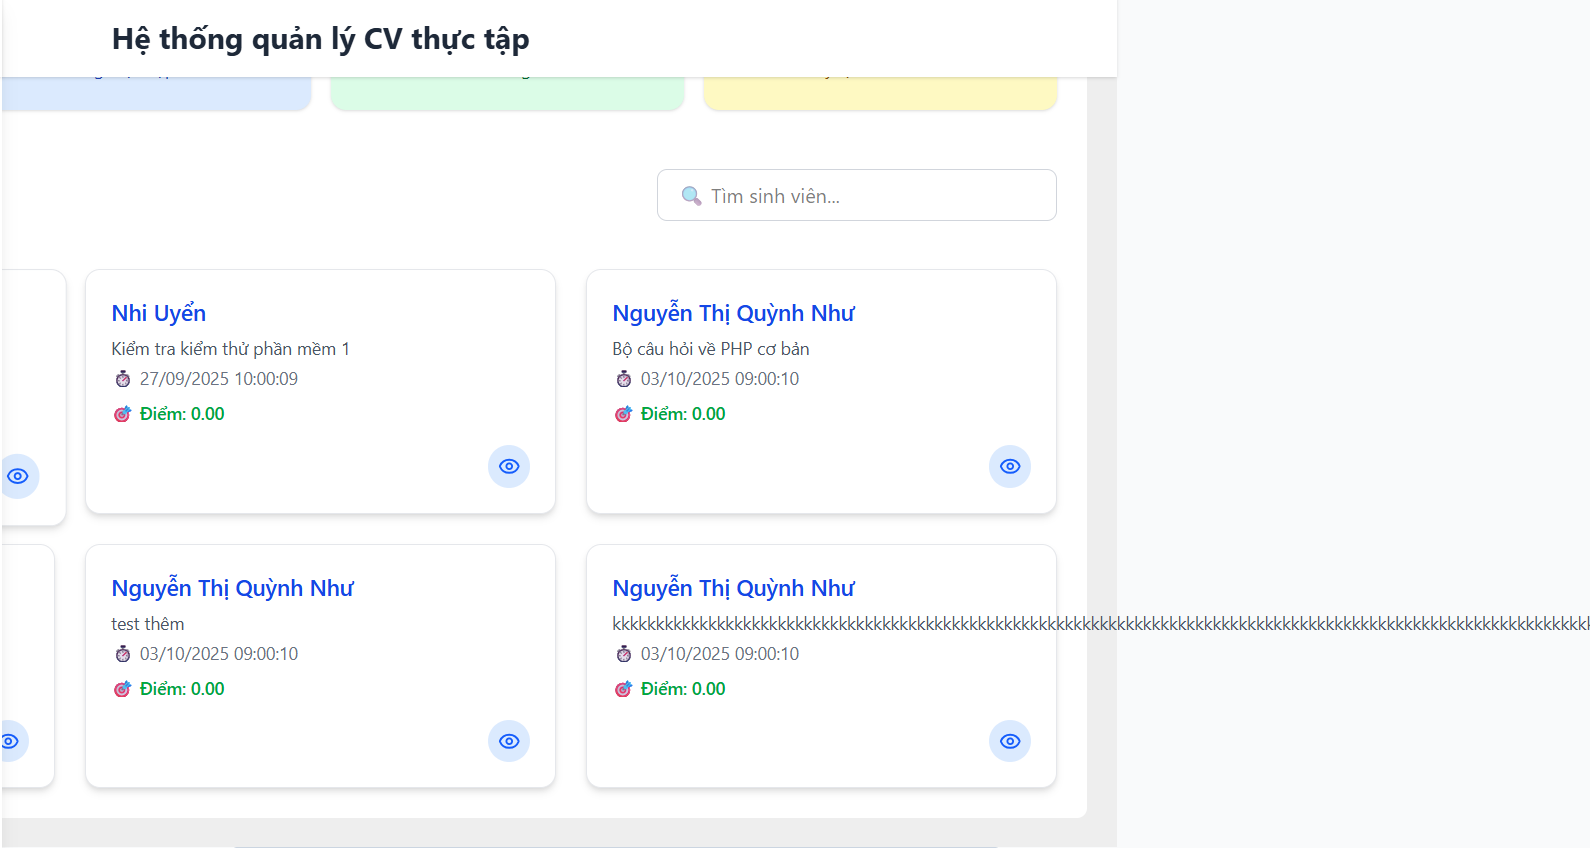 Hệ thống quản lý CV thực tập
🔍 Tìm sinh viên...
Nhi Uyển
Kiểm tra kiểm thử phần mềm 1
27/09/2025 10:00:09
Điểm: 0.00
Nguyễn Thị Quỳnh Như
Bộ câu hỏi về PHP cơ bản
03/10/2025 09:00:10
Điểm: 0.00
Nguyễn Thị Quỳnh Như
test thêm
03/10/2025 09:00:10
Điểm: 0.00
Nguyễn Thị Quỳnh Như
03/10/2025 09:00:10
Điểm: 0.00